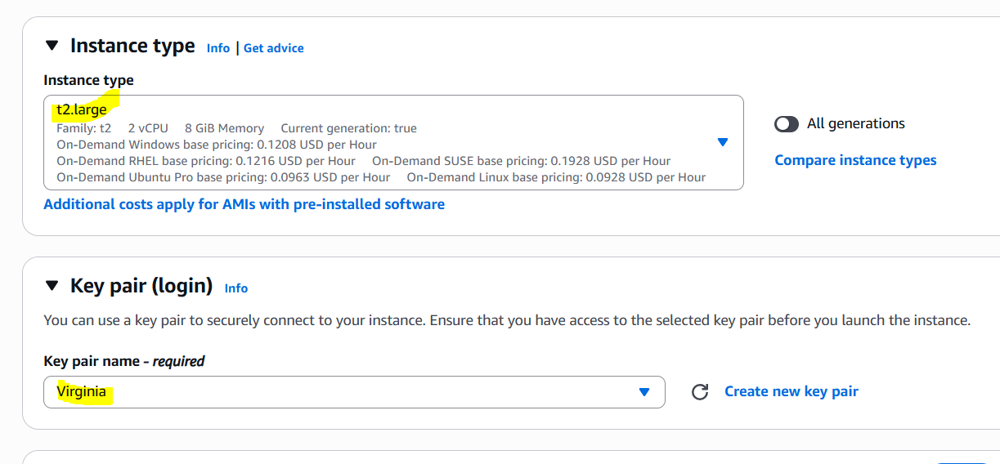 Instance type Info | Get advice
Instance type
t2.large
Family: t2 2 vCPU 8 GiB Memory Current generation: true
On-Demand Windows base pricing: 0.1208 USD per Hour
On-Demand RHEL base pricing: 0.1216 USD per Hour On-Demand SUSE base pricing: 0.1928 USD per Hour
On-Demand Ubuntu Pro base pricing: 0.0963 USD per Hour On-Demand Linux base pricing: 0.0928 USD per Hour
All generations
Compare instance types
Additional costs apply for AMIs with pre-installed software
Key pair (login) Info
You can use a key pair to securely connect to your instance. Ensure that you have access to the selected key pair before you launch the instance.
Key pair name - required
Virginia
Create new key pair